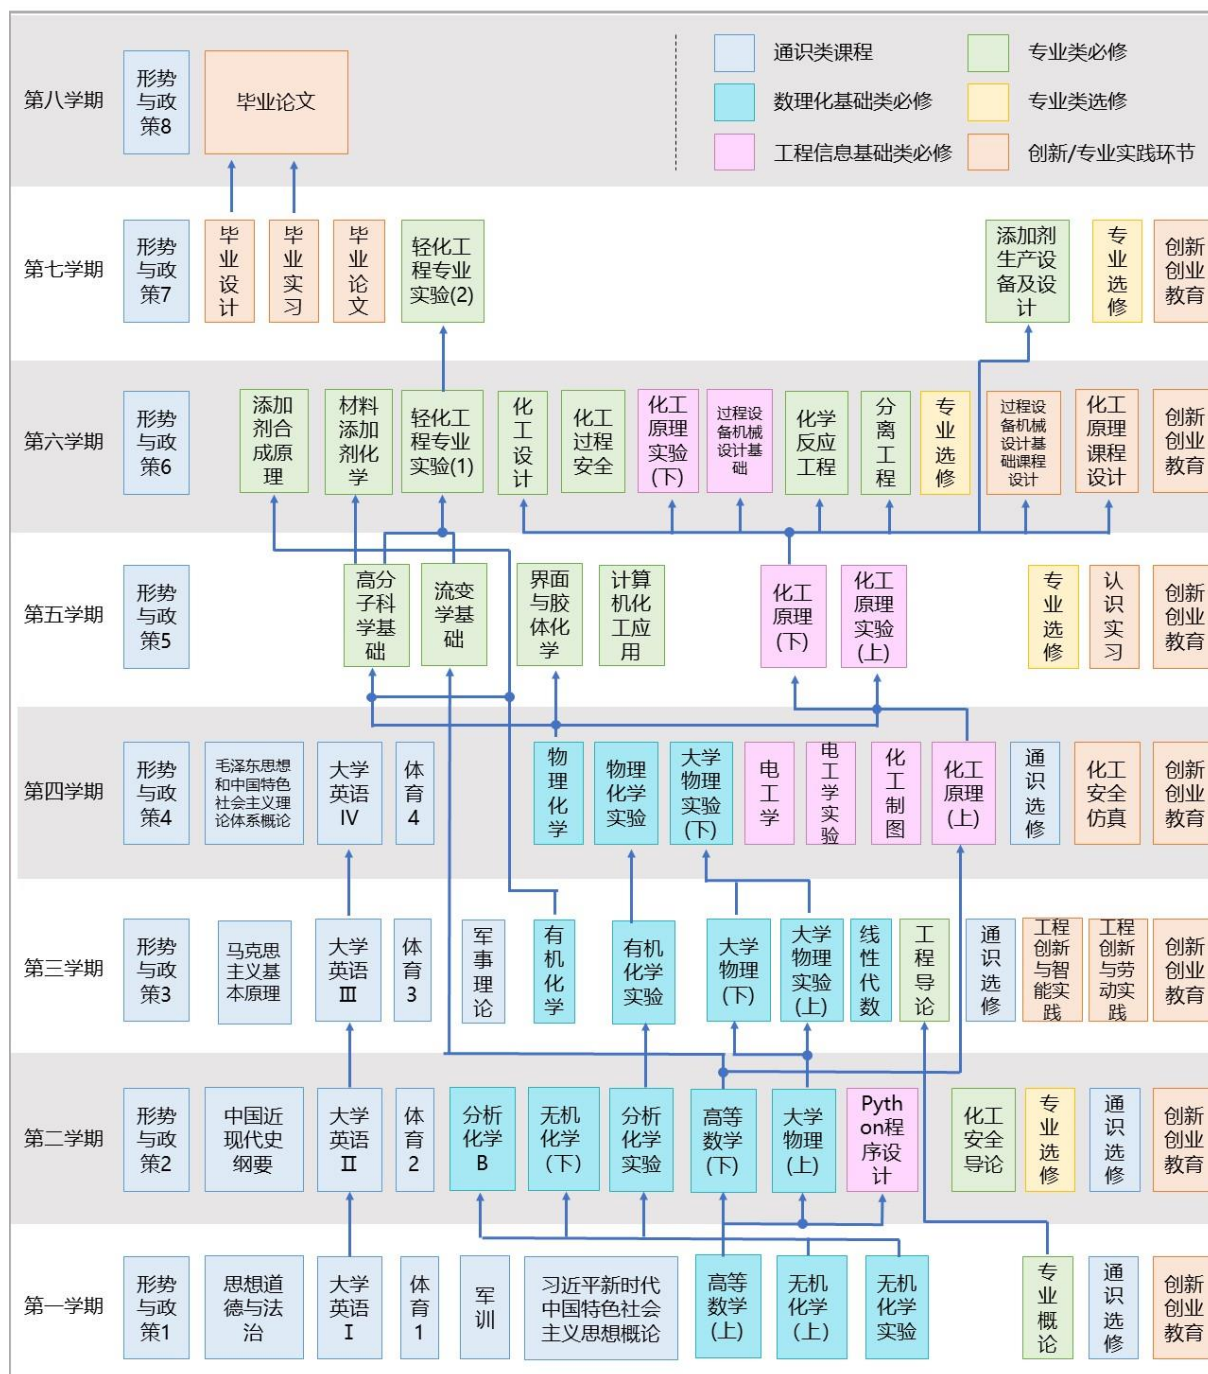 通识类课程
专业类必修
数理化基础类必修
专业类选修
工程信息基础类必修
创新/专业实践环节
第八学期
形势
与政
策8
毕业论文
第七学期
形势
与政
策7
毕
业
设
计
毕
业
实
习
毕
业
论
文
轻化工
程专业
实验(2)
添加剂
生产设
备及设
计
专
业
选
修
创新
创业
教育
第六学期
形势
与政
策6
添加
剂合
成原
理
材料
添加
剂化
学
轻化工
程专业
实验(1)
化
工
设
计
化工
过程
安全
化工
原理
实验
(下)
过程设
备机械
设计基
础
化学
反应
工程
分
离
工
程
专
业
选
修
过程设
备机械
设计基
础课程
设计
化工
原理
课程
设计
创新
创业
教育
第五学期
形势
与政
策5
高分
子科
学基
础
流变
学基
础
界面
与胶
体化
学
计算
机化
工应
用
化工
原理
(下)
化工
原理
实验
(上)
专
业
选
修
认
识
实
习
创新
创业
教育
第四学期
形势
与政
策4
毛泽东思想
和中国特色
社会主义理
论体系概论
大学
英语
IV
体
育
4
物
理
化
学
物理
化学
实验
大学
物理
实验
(下)
电
工
学
电
工
学
实
验
化
工
制
图
化工
原理
(上)
通
识
选
修
化工
安全
仿真
创新
创业
教育
第三学期
形势
与政
策3
马克思
主义基
本原理
大学
英语
Ⅲ
体
育
3
军
事
理
论
有
机
化
学
有机
化学
实验
大学
物理
(下)
大学
物理
实验
(上)
线
性
代
数
工
程
导
论
通
识
选
修
工程
创新
与智
能实
践
工程
创新
与劳
动实
践
创新
创业
教育
第二学期
形势
与政
策2
中国近
现代史
纲要
大学
英语
Ⅱ
体
育
2
分析
化学
B
无机
化学
(下)
分析
化学
实验
高等
数学
(下)
大学
物理
(上)
Pyth
on程
序设
计
化工
安全
导论
专
业
选
修
通
识
选
修
创新
创业
教育
第一学期
形势
与政
策1
思想道
德与法
治
大学
英语
Ⅰ
体
育
1
军
训
习近平新时代
中国特色社会
主义思想概论
高等
数学
(上)
无机
化学
(上)
无机
化学
实验
专
业
概
论
通
识
选
修
创新
创业
教育